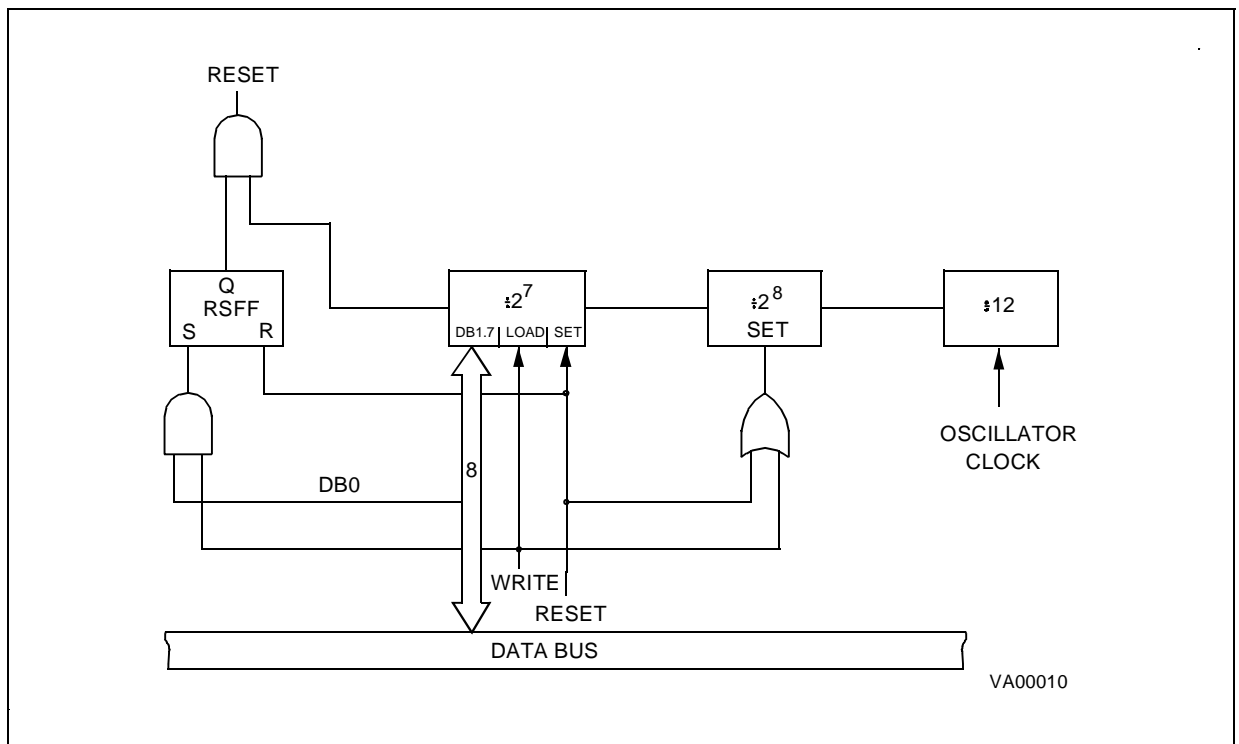 RESET
Q
RSFF
S R
÷2⁷
DB1.7 LOAD SET
÷2⁸
SET
÷12
OSCILLATOR
CLOCK
8
DB0
WRITE
RESET
DATA BUS
VA00010